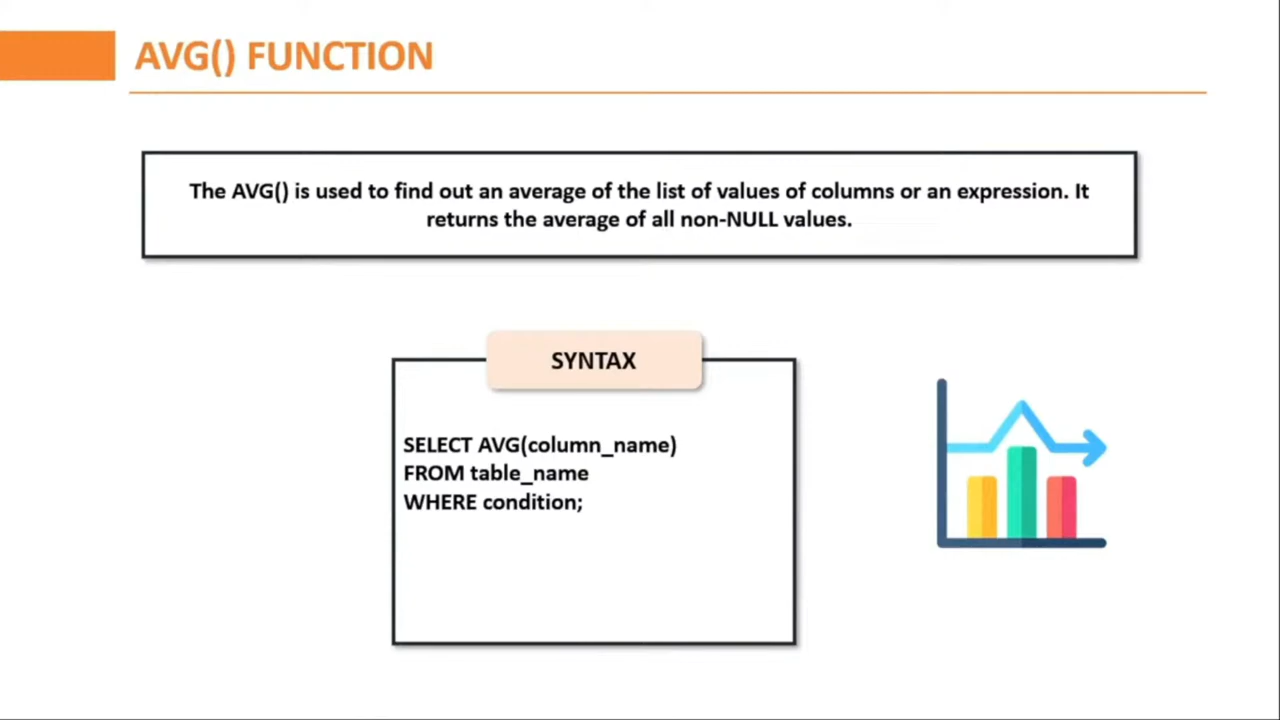 AVG() FUNCTION
The AVG() is used to find out an average of the list of values of columns or an expression. It
returns the average of all non-NULL values.
SYNTAX
SELECT AVG(column_name)
FROM table_name
WHERE condition;